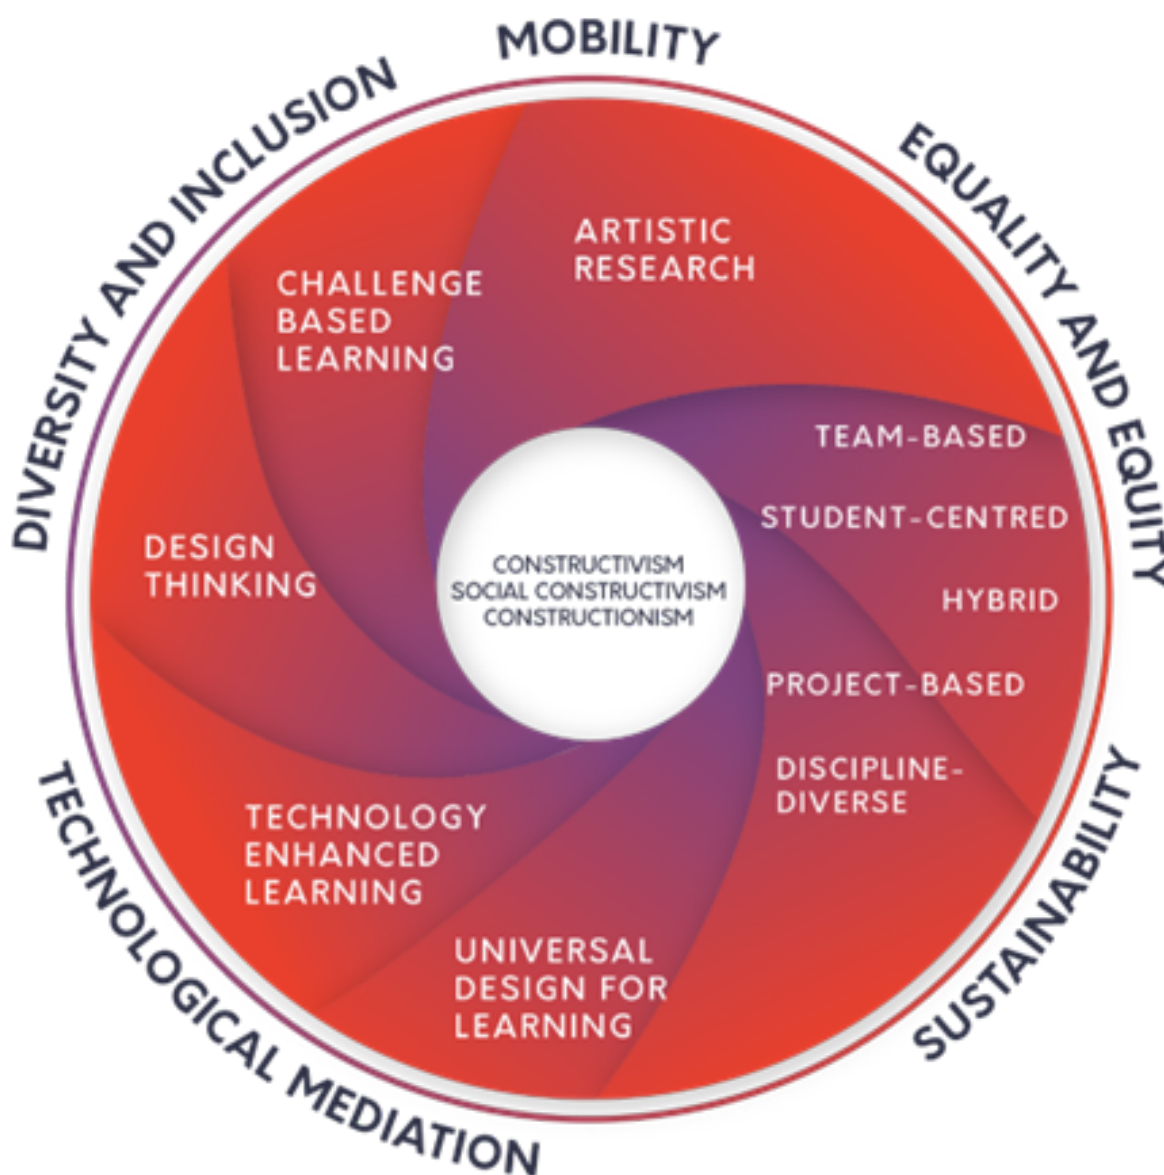 MOBILITY
EQUALITY AND EQUITY
SUSTAINABILITY
TECHNOLOGICAL MEDIATION
DIVERSITY AND INCLUSION
ARTISTIC
RESEARCH
TEAM-BASED
STUDENT-CENTRED
HYBRID
PROJECT-BASED
DISCIPLINE-
DIVERSE
UNIVERSAL
DESIGN FOR
LEARNING
TECHNOLOGY
ENHANCED
LEARNING
DESIGN
THINKING
CHALLENGE
BASED
LEARNING
CONSTRUCTIVISM
SOCIAL CONSTRUCTIVISM
CONSTRUCTIONISM